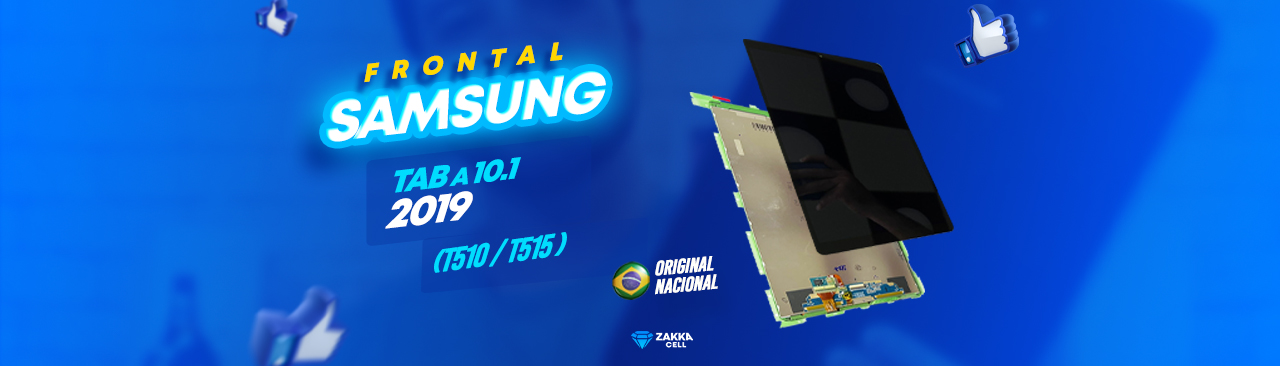 FRONTAL
SAMSUNG
TAB A 10.1
2019
(T510 / T515)
ORIGINAL
NACIONAL
ZAKKA
CELL